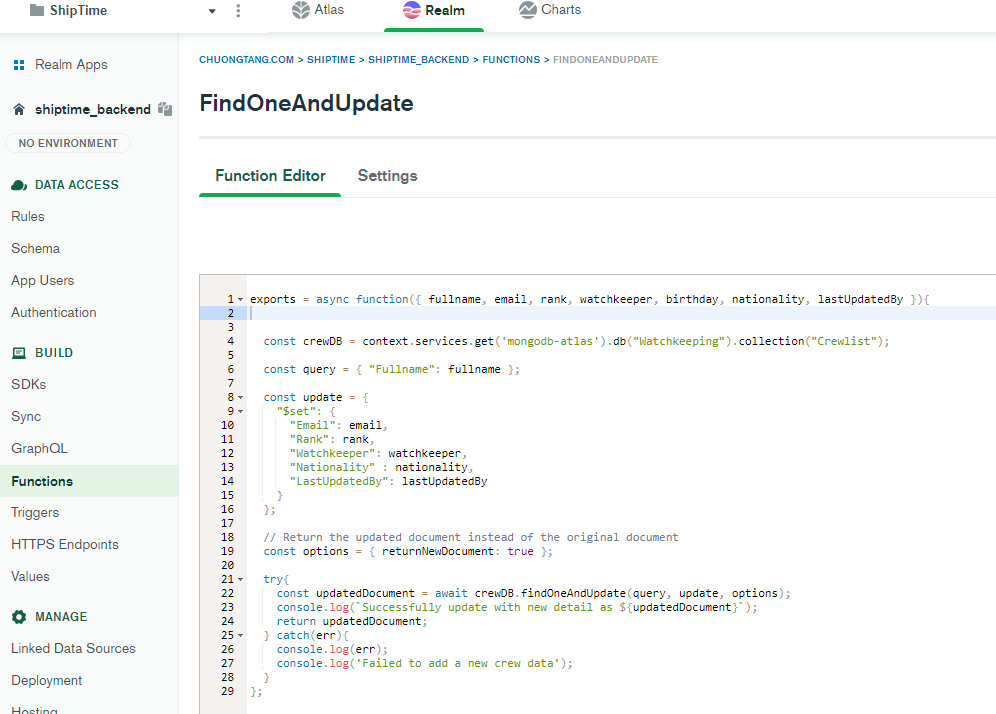 ShipTime
Atlas
Realm
Charts
Realm Apps
shiptime_backend
NO ENVIRONMENT
DATA ACCESS
Rules
Schema
App Users
Authentication
BUILD
SDKs
Sync
GraphQL
Functions
Triggers
HTTPS Endpoints
Values
MANAGE
Linked Data Sources
Deployment
Hosting
CHUONGTANG.COM > SHIPTIME > SHIPTIME_BACKEND > FUNCTIONS > FINDONEANDUPDATE
FindOneAndUpdate
Function Editor
Settings
1 exports = async function({ fullname, email, rank, watchkeeper, birthday, nationality, lastUpdatedBy }){
2
3
4 const crewDB = context.services.get('mongodb-atlas').db("Watchkeeping").collection("Crewlist");
5
6 const query = { "Fullname": fullname };
7
8 const update = {
9 "$set": {
10 "Email": email,
11 "Rank": rank,
12 "Watchkeeper": watchkeeper,
13 "Nationality" : nationality,
14 "LastUpdatedBy": lastUpdatedBy
15 }
16 };
17
18 // Return the updated document instead of the original document
19 const options = { returnNewDocument: true };
20
21 try{
22 const updatedDocument = await crewDB.findOneAndUpdate(query, update, options);
23 console.log(`Successfully update with new detail as ${updatedDocument}`);
24 return updatedDocument;
25 } catch(err){
26 console.log(err);
27 console.log('Failed to add a new crew data');
28 }
29 };